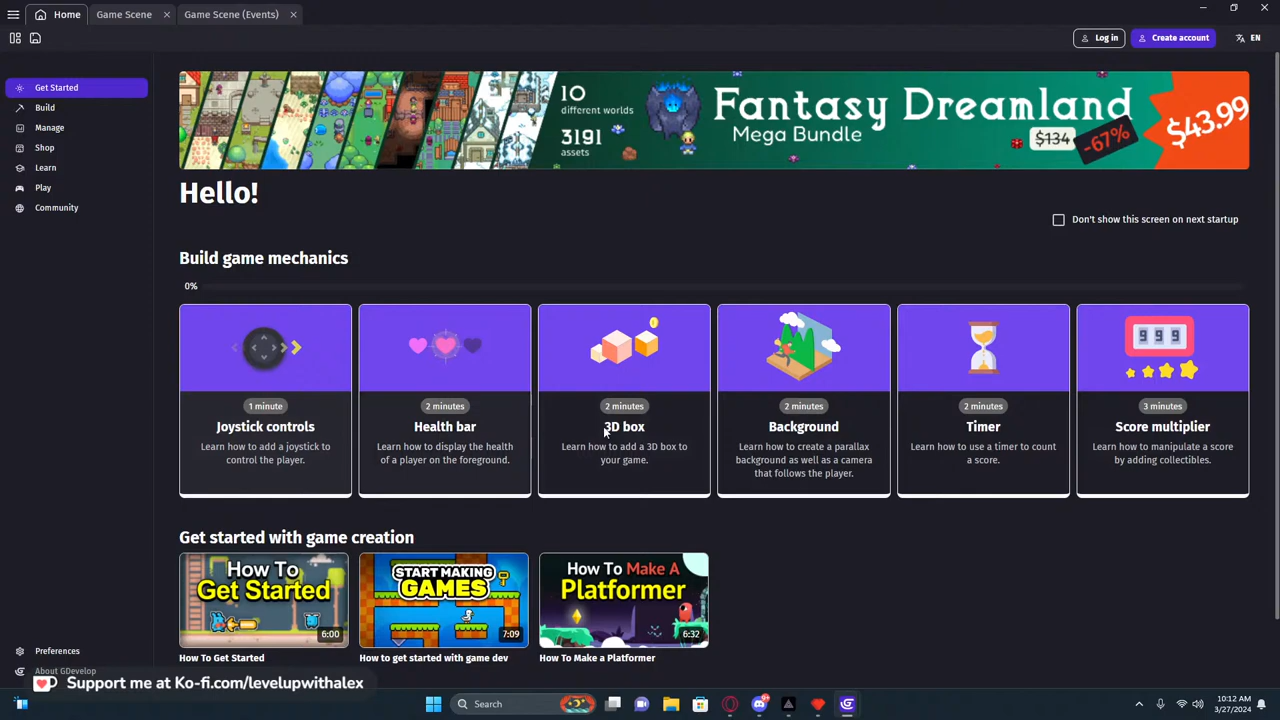 Home
Game Scene
Game Scene (Events)
Log in
Create account
EN
Get Started
Build
Manage
Shop
Learn
Play
Community
10
different worlds
3191
assets
Fantasy Dreamland
Mega Bundle
$134
-67%
$43.99
Hello!
Don't show this screen on next startup
Build game mechanics
0%
1 minute
Joystick controls
Learn how to add a joystick to
control the player.
2 minutes
Health bar
Learn how to display the health
of a player on the foreground.
2 minutes
3D box
Learn how to add a 3D box to
your game.
2 minutes
Background
Learn how to create a parallax
background as well as a camera
that follows the player.
2 minutes
Timer
Learn how to use a timer to count
a score.
999
3 minutes
Score multiplier
Learn how to manipulate a score
by adding collectibles.
Get started with game creation
How To
Get Started
6:00
How To Get Started
START MAKING
GAMES
7:09
How to get started with game dev
How To Make A
Platformer
6:32
How To Make a Platformer
Preferences
About GDevelop
Support me at Ko-fi.com/levelupwithalex
Search
10:12 AM
3/27/2024